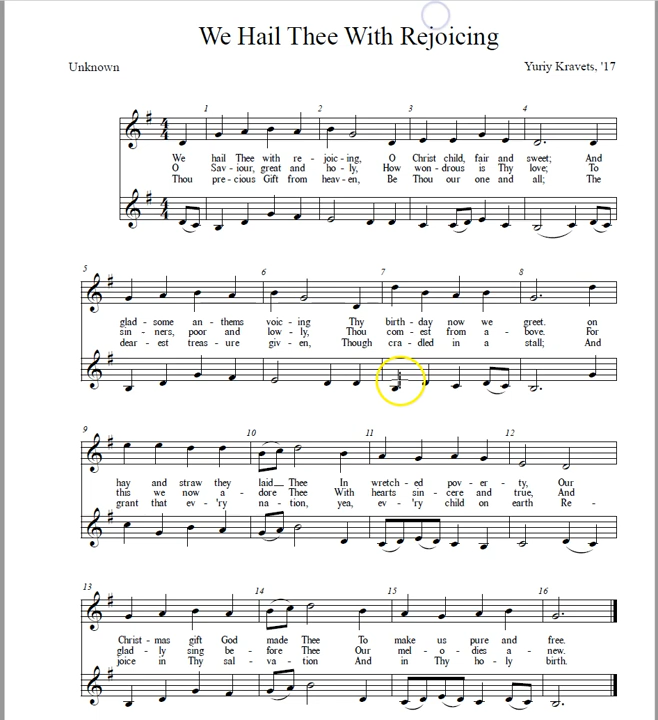 We Hail Thee With Rejoicing
Unknown
Yuriy Kravets, '17
1 2 3 4
We hail Thee with re - joic - ing, O Christ child, fair and sweet; And
O Sav - iour, great and ho - ly, How won - drous is Thy love; To
Thou pre - cious Gift from heav - en, Be Thou our one and all; The
5 6 7 8
glad - some an - thems voic - ing Thy birth - day now we greet. on
sin - ners, poor and low - ly, Thou com - est from a - bove. For
dear - est treas - ure giv - en, Though cra - dled in a stall; And
9 10 11 12
hay and straw they laid__ Thee In wretch - ed pov - er - ty, Our
this we now a - dore Thee With hearts sin - cere and true, And
grant that ev - 'ry na - tion, yea, ev - 'ry child on earth Re -
13 14 15 16
Christ - mas gift God made Thee To make us pure and free.
glad - ly sing be - fore Thee Our mel - o - dies a - new.
joice in Thy sal - va - tion And in Thy ho - ly birth.